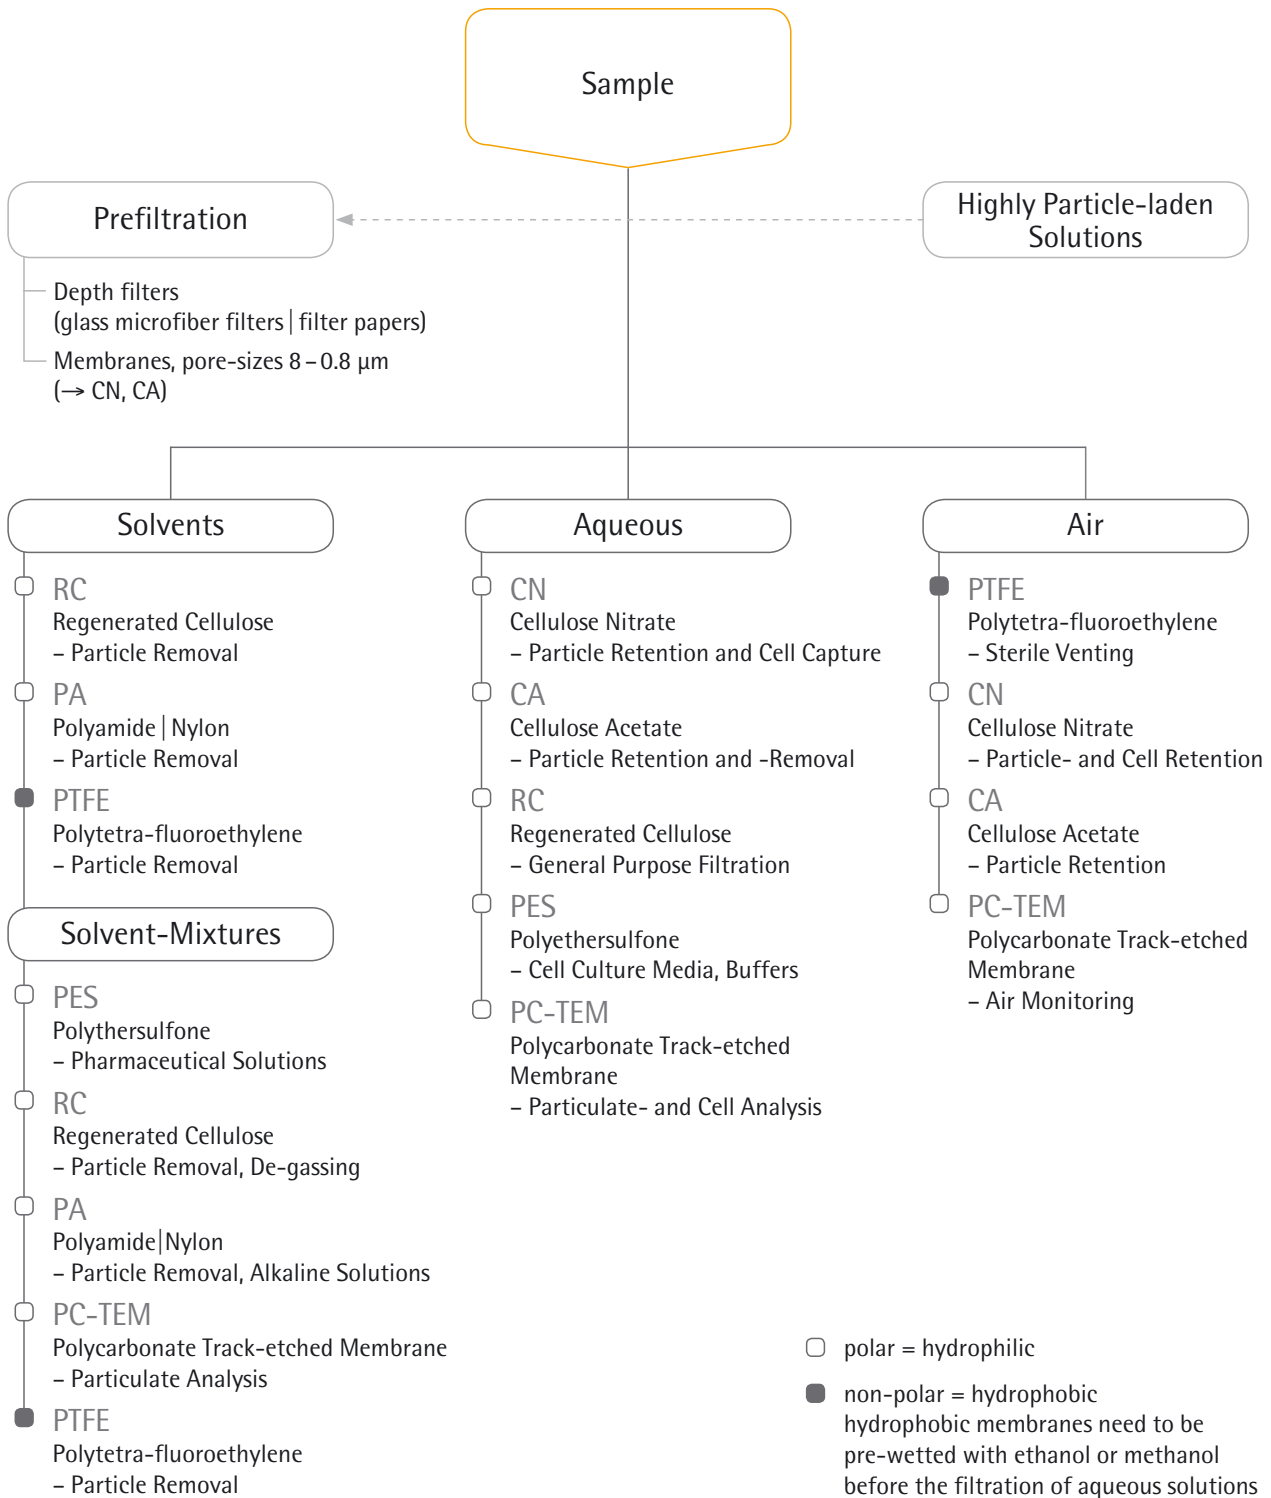 Sample
Prefiltration
Highly Particle-laden
Solutions
Depth filters
(glass microfiber filters | filter papers)
Membranes, pore-sizes 8 – 0.8 µm
(→ CN, CA)
Solvents
RC
Regenerated Cellulose
– Particle Removal
PA
Polyamide | Nylon
– Particle Removal
PTFE
Polytetra-fluoroethylene
– Particle Removal
Solvent-Mixtures
PES
Polythersulfone
– Pharmaceutical Solutions
RC
Regenerated Cellulose
– Particle Removal, De-gassing
PA
Polyamide|Nylon
– Particle Removal, Alkaline Solutions
PC-TEM
Polycarbonate Track-etched Membrane
– Particulate Analysis
PTFE
Polytetra-fluoroethylene
– Particle Removal
Aqueous
CN
Cellulose Nitrate
– Particle Retention and Cell Capture
CA
Cellulose Acetate
– Particle Retention and -Removal
RC
Regenerated Cellulose
– General Purpose Filtration
PES
Polyethersulfone
– Cell Culture Media, Buffers
PC-TEM
Polycarbonate Track-etched
Membrane
– Particulate- and Cell Analysis
Air
PTFE
Polytetra-fluoroethylene
– Sterile Venting
CN
Cellulose Nitrate
– Particle- and Cell Retention
CA
Cellulose Acetate
– Particle Retention
PC-TEM
Polycarbonate Track-etched
Membrane
– Air Monitoring
polar = hydrophilic
non-polar = hydrophobic
hydrophobic membranes need to be
pre-wetted with ethanol or methanol
before the filtration of aqueous solutions